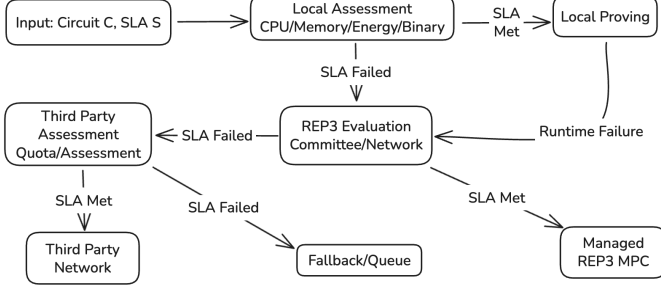 Input: Circuit C, SLA S
Local Assessment
CPU/Memory/Energy/Binary
SLA
Met
Local Proving
SLA Failed
Third Party
Assessment
Quota/Assessment
SLA Failed
REP3 Evaluation
Committee/Network
Runtime Failure
SLA Met
SLA Failed
SLA Met
Third Party
Network
Fallback/Queue
Managed
REP3 MPC